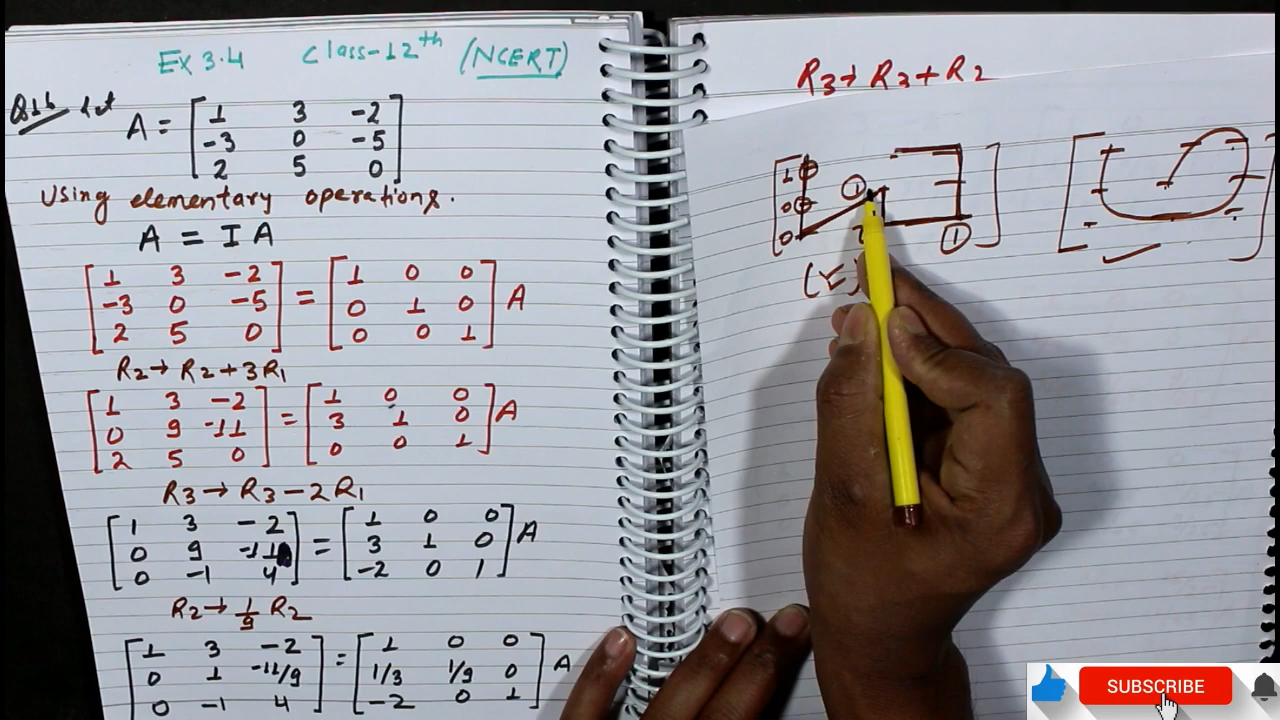 Ex 3.4 Class-12th (NCERT)
Q16 Let
A = [ 1 3 -2
-3 0 -5
2 5 0 ]
Using elementary operations.
A = I A
[ 1 3 -2 ] = [ 1 0 0 ] A
[ -3 0 -5 ] [ 0 1 0 ]
[ 2 5 0 ] [ 0 0 1 ]
R2 → R2 + 3R1
[ 1 3 -2 ] = [ 1 0 0 ] A
[ 0 9 -11 ] [ 3 1 0 ]
[ 2 5 0 ] [ 0 0 1 ]
R3 → R3 - 2R1
[ 1 3 -2 ] = [ 1 0 0 ] A
[ 0 9 -11 ] [ 3 1 0 ]
[ 0 -1 4 ] [ -2 0 1 ]
R2 → 1/9 R2
[ 1 3 -2 ] = [ 1 0 0 ] A
[ 0 1 -11/9 ] [ 1/3 1/9 0 ]
[ 0 -1 4 ] [ -2 0 1 ]
R3 → R3 + R2
1
0 1
0 1
SUBSCRIBE